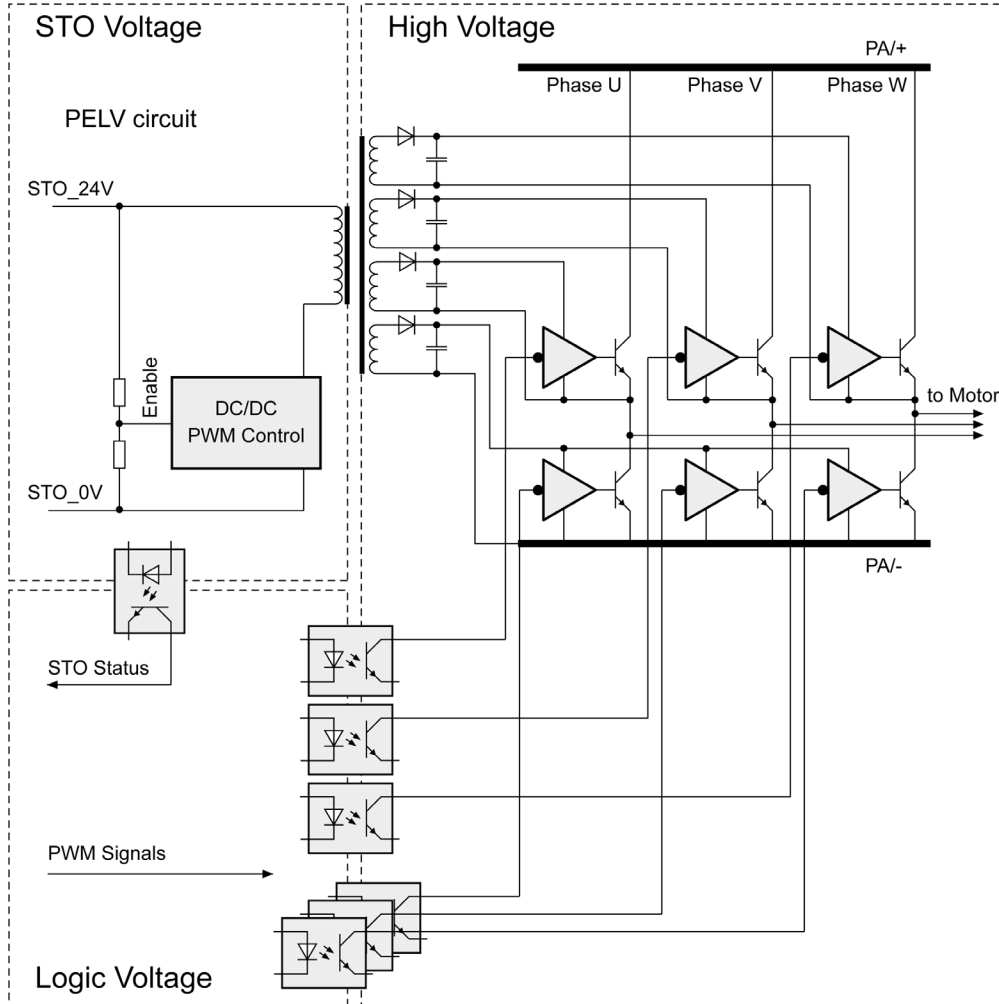 STO Voltage
High Voltage
PA/+
Phase U
Phase V
Phase W
PELV circuit
STO_24V
Enable
DC/DC
PWM Control
to Motor
STO_0V
PA/-
STO Status
PWM Signals
Logic Voltage